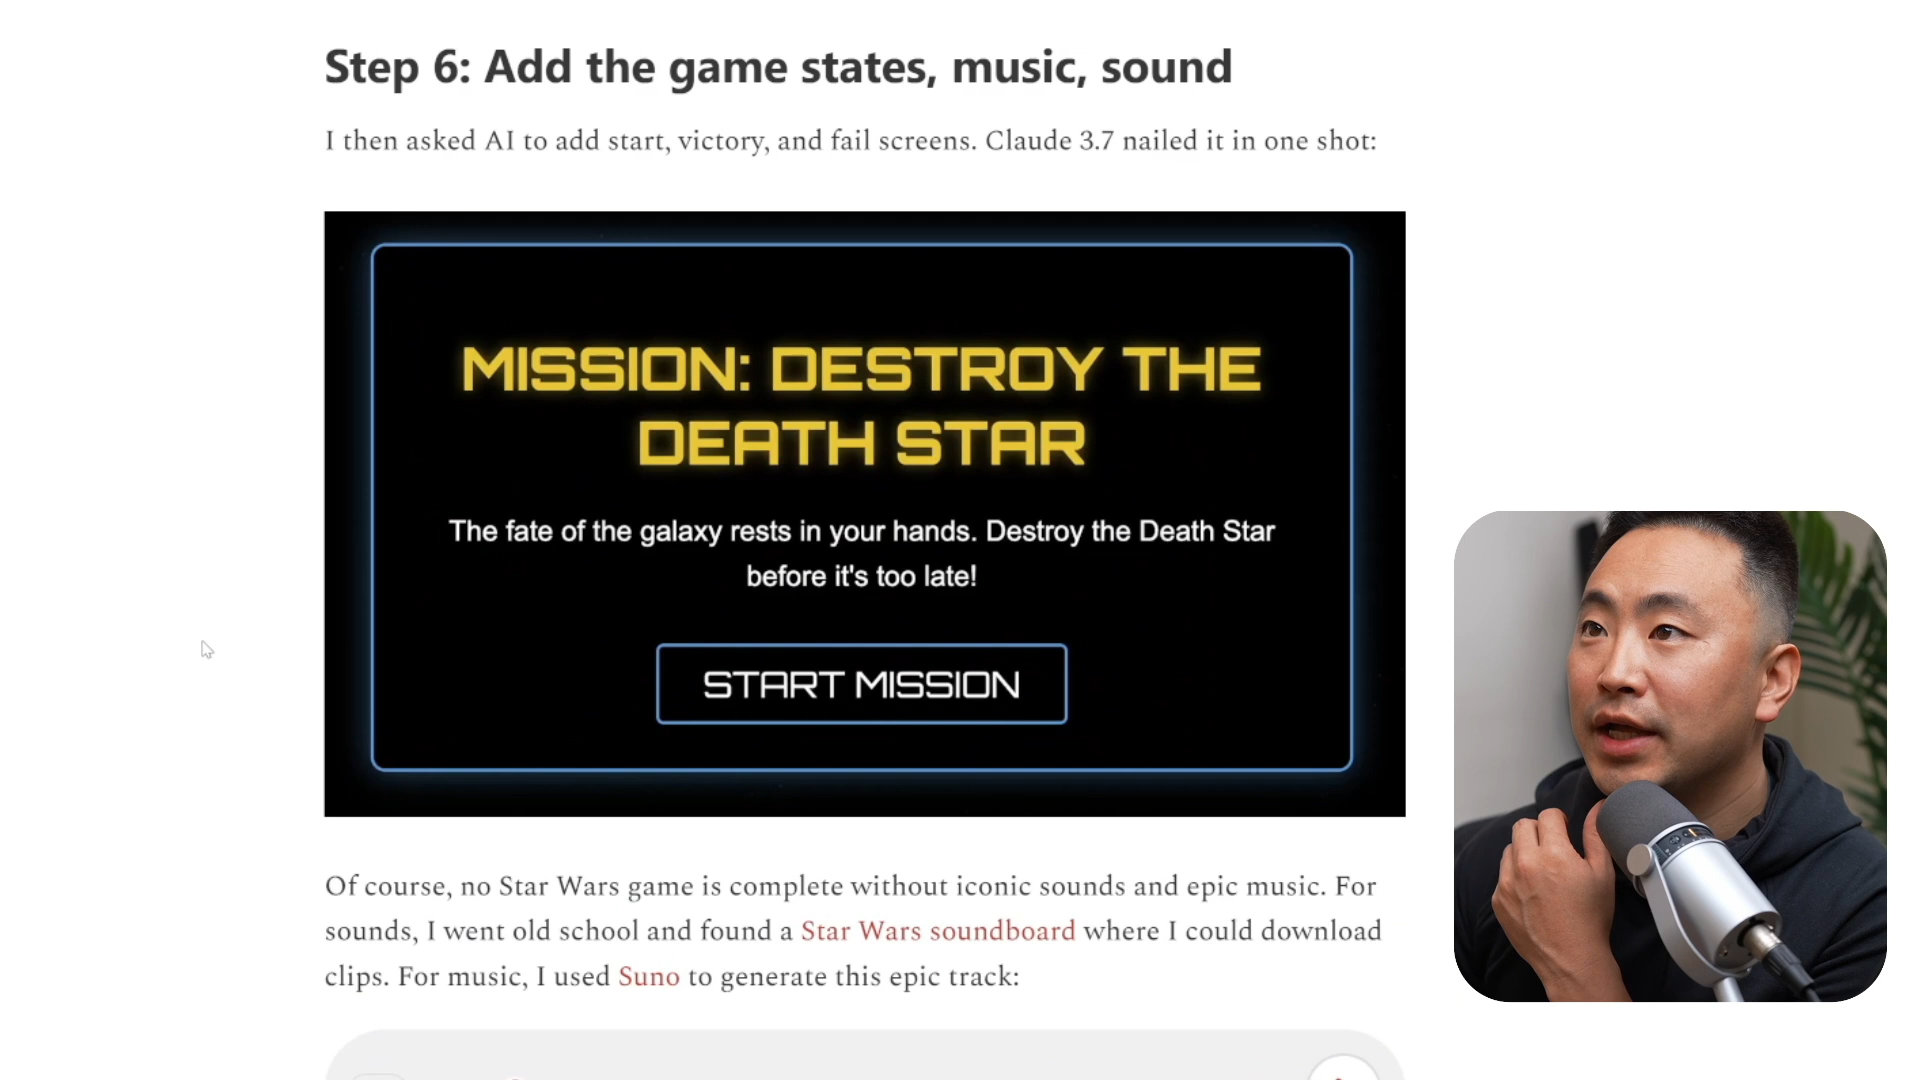 Step 6: Add the game states, music, sound
I then asked AI to add start, victory, and fail screens. Claude 3.7 nailed it in one shot:
MISSION: DESTROY THE
DEATH STAR
The fate of the galaxy rests in your hands. Destroy the Death Star
before it's too late!
START MISSION
Of course, no Star Wars game is complete without iconic sounds and epic music. For
sounds, I went old school and found a Star Wars soundboard where I could download
clips. For music, I used Suno to generate this epic track: